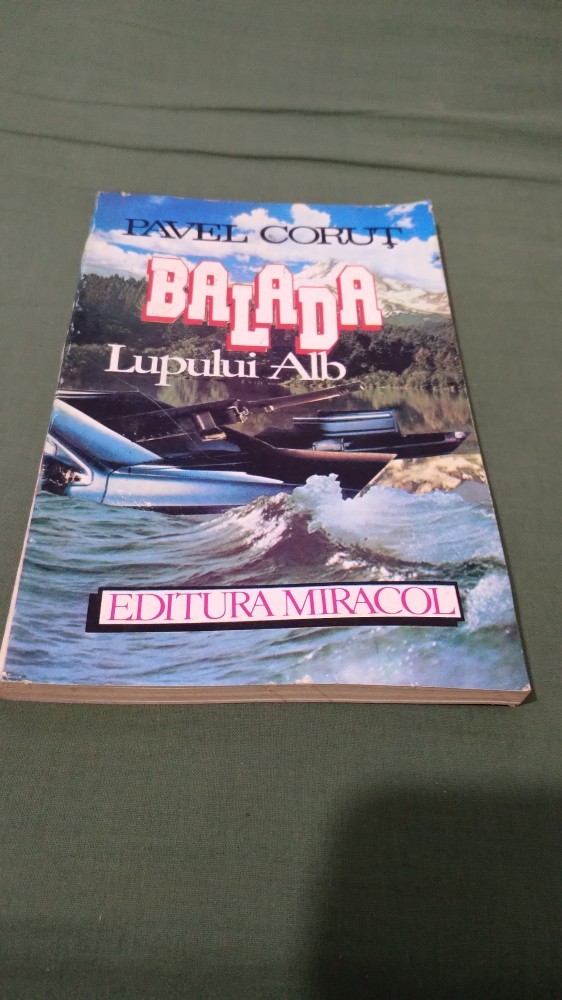 PAVEL CORUȚ
BALADA
Lupului Alb
EDITURA MIRACOL